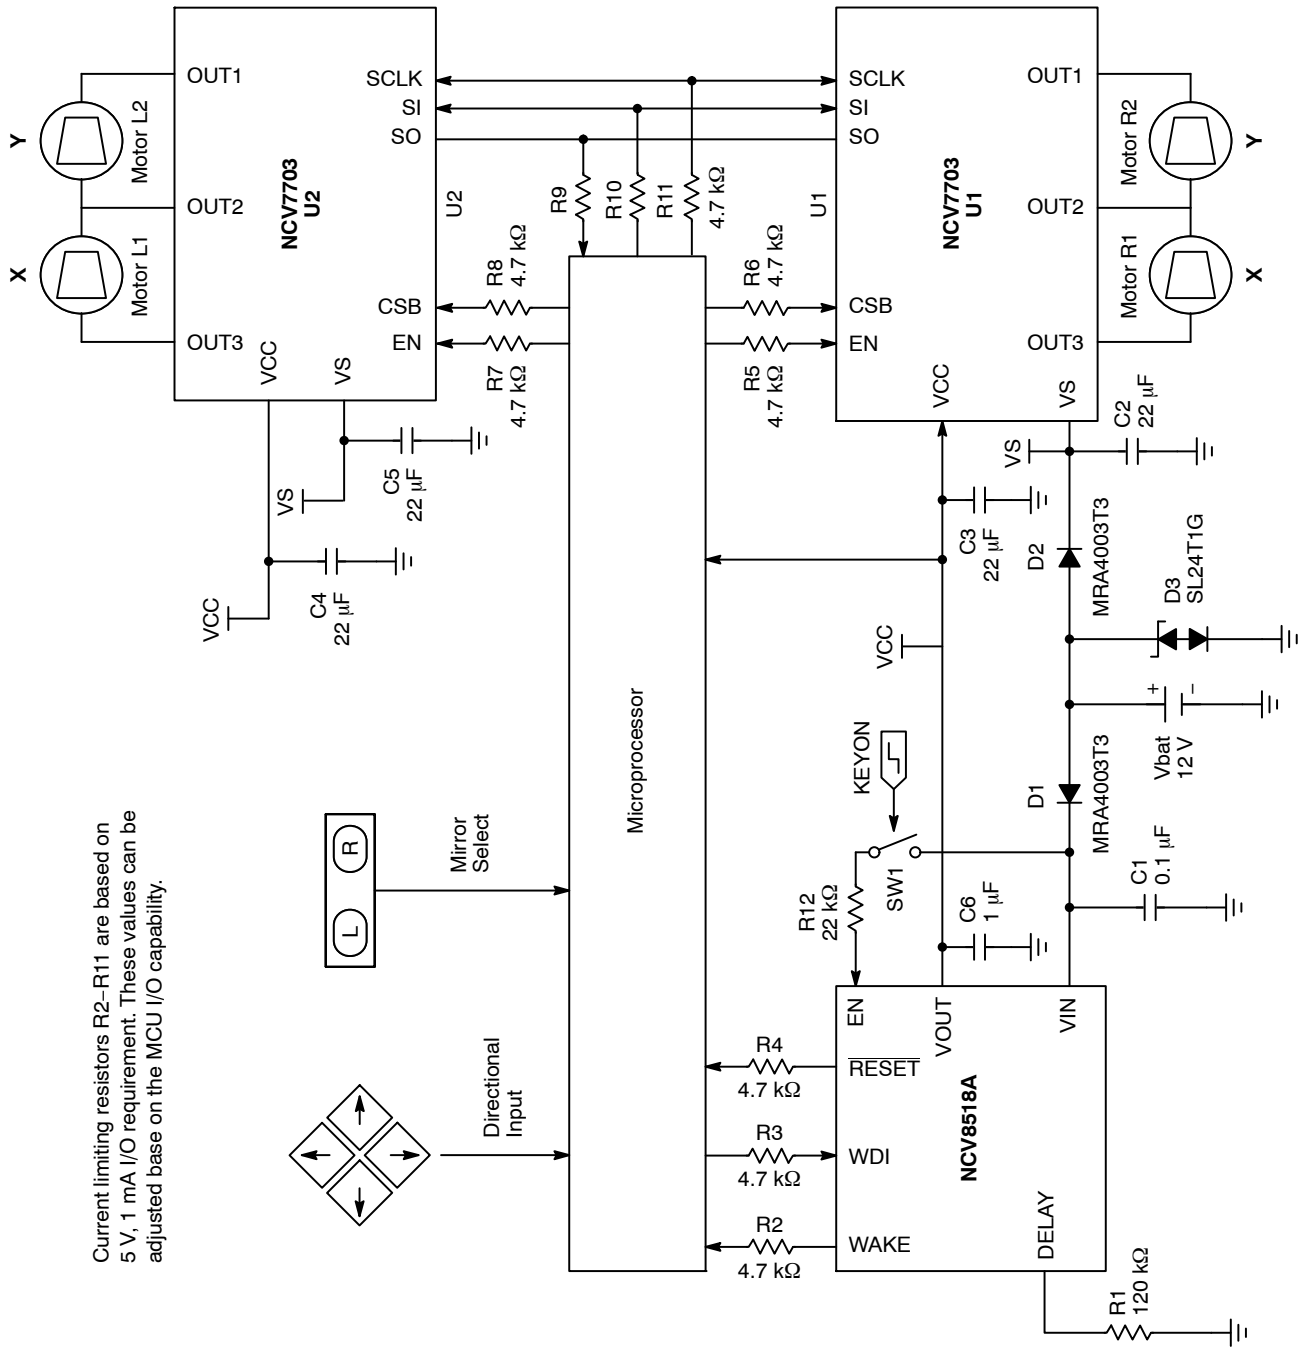 Y
Motor L2
X
Motor L1
OUT1
OUT2
OUT3
NCV7703
U2
SCLK
SI
SO
CSB
EN
VCC
VS
U2
VS
C5
22 µF
VCC
C4
22 µF
R8
4.7 kΩ
R7
4.7 kΩ
R9
R10
R11
4.7 kΩ
R6
4.7 kΩ
R5
4.7 kΩ
U1
SCLK
SI
SO
CSB
EN
VCC
VS
NCV7703
U1
OUT1
OUT2
OUT3
Motor R2
Y
Motor R1
X
VS
C2
22 µF
C3
22 µF
D2
MRA4003T3
D3
SL24T1G
VCC
Microprocessor
KEYON
SW1
Vbat
12 V
+
−
D1
MRA4003T3
C1
0.1 µF
C6
1 µF
R12
22 kΩ
L
R
Mirror
Select
Directional
Input
Current limiting resistors R2−R11 are based on
5 V, 1 mA I/O requirement. These values can be
adjusted base on the MCU I/O capability.
R4
4.7 kΩ
R3
4.7 kΩ
R2
4.7 kΩ
EN
RESET
VOUT
VIN
WDI
WAKE
DELAY
NCV8518A
R1
120 kΩ